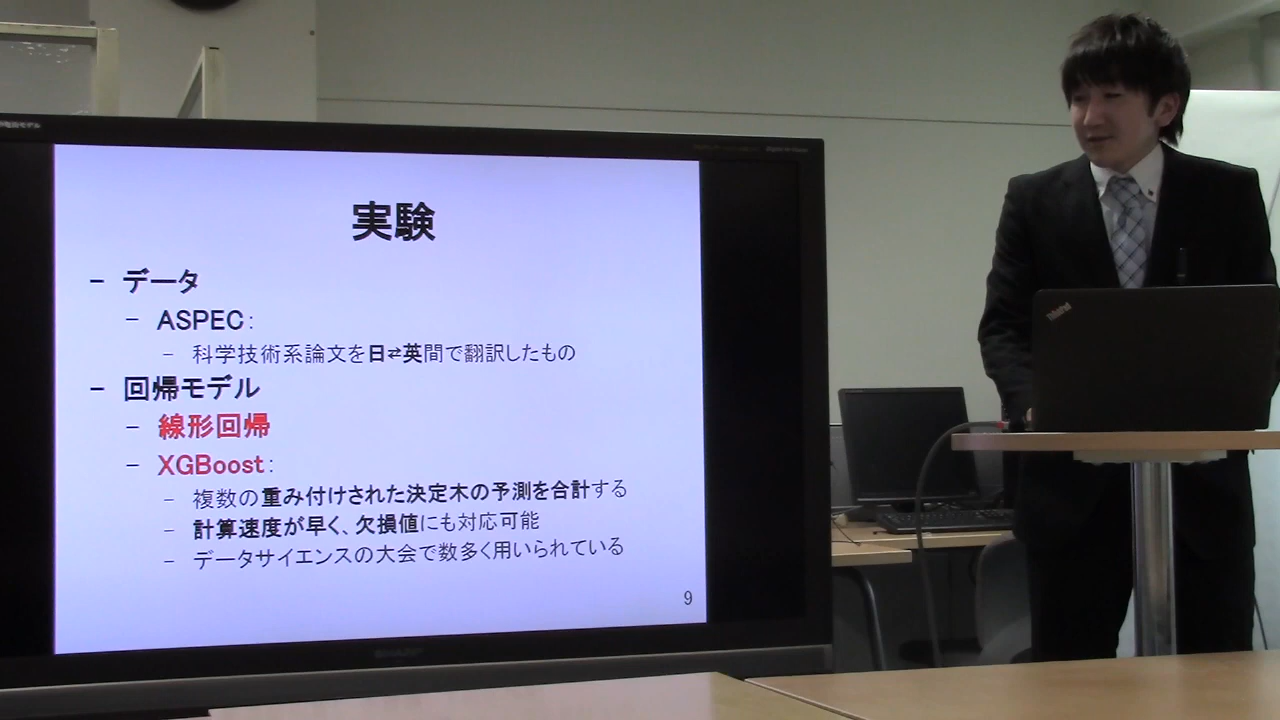 実験
- データ
- ASPEC:
- 科学技術系論文を日⇄英間で翻訳したもの
- 回帰モデル
- 線形回帰
- XGBoost:
- 複数の重み付けされた決定木の予測を合計する
- 計算速度が早く、欠損値にも対応可能
- データサイエンスの大会で数多く用いられている
9
ThinkPad